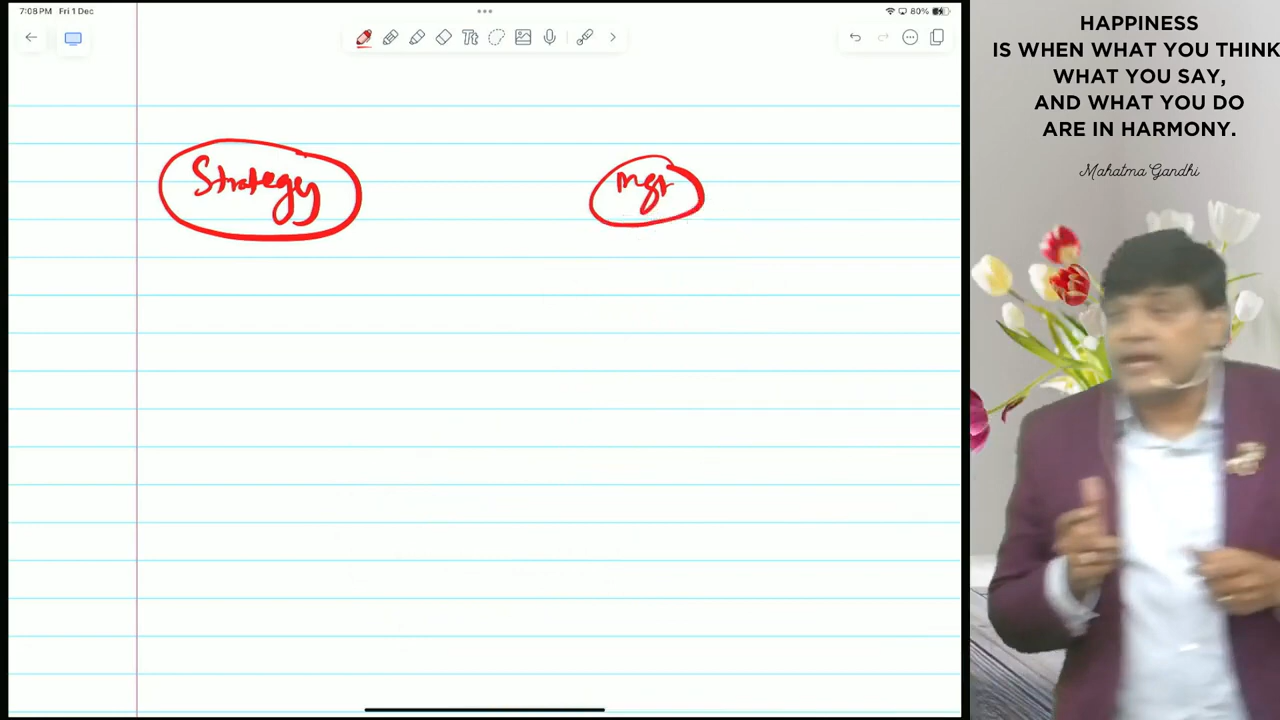 7:08 PM Fri 1 Dec
80%
Tt
Strategy
mgt
HAPPINESS
IS WHEN WHAT YOU THINK
WHAT YOU SAY,
AND WHAT YOU DO
ARE IN HARMONY.
Mahatma Gandhi